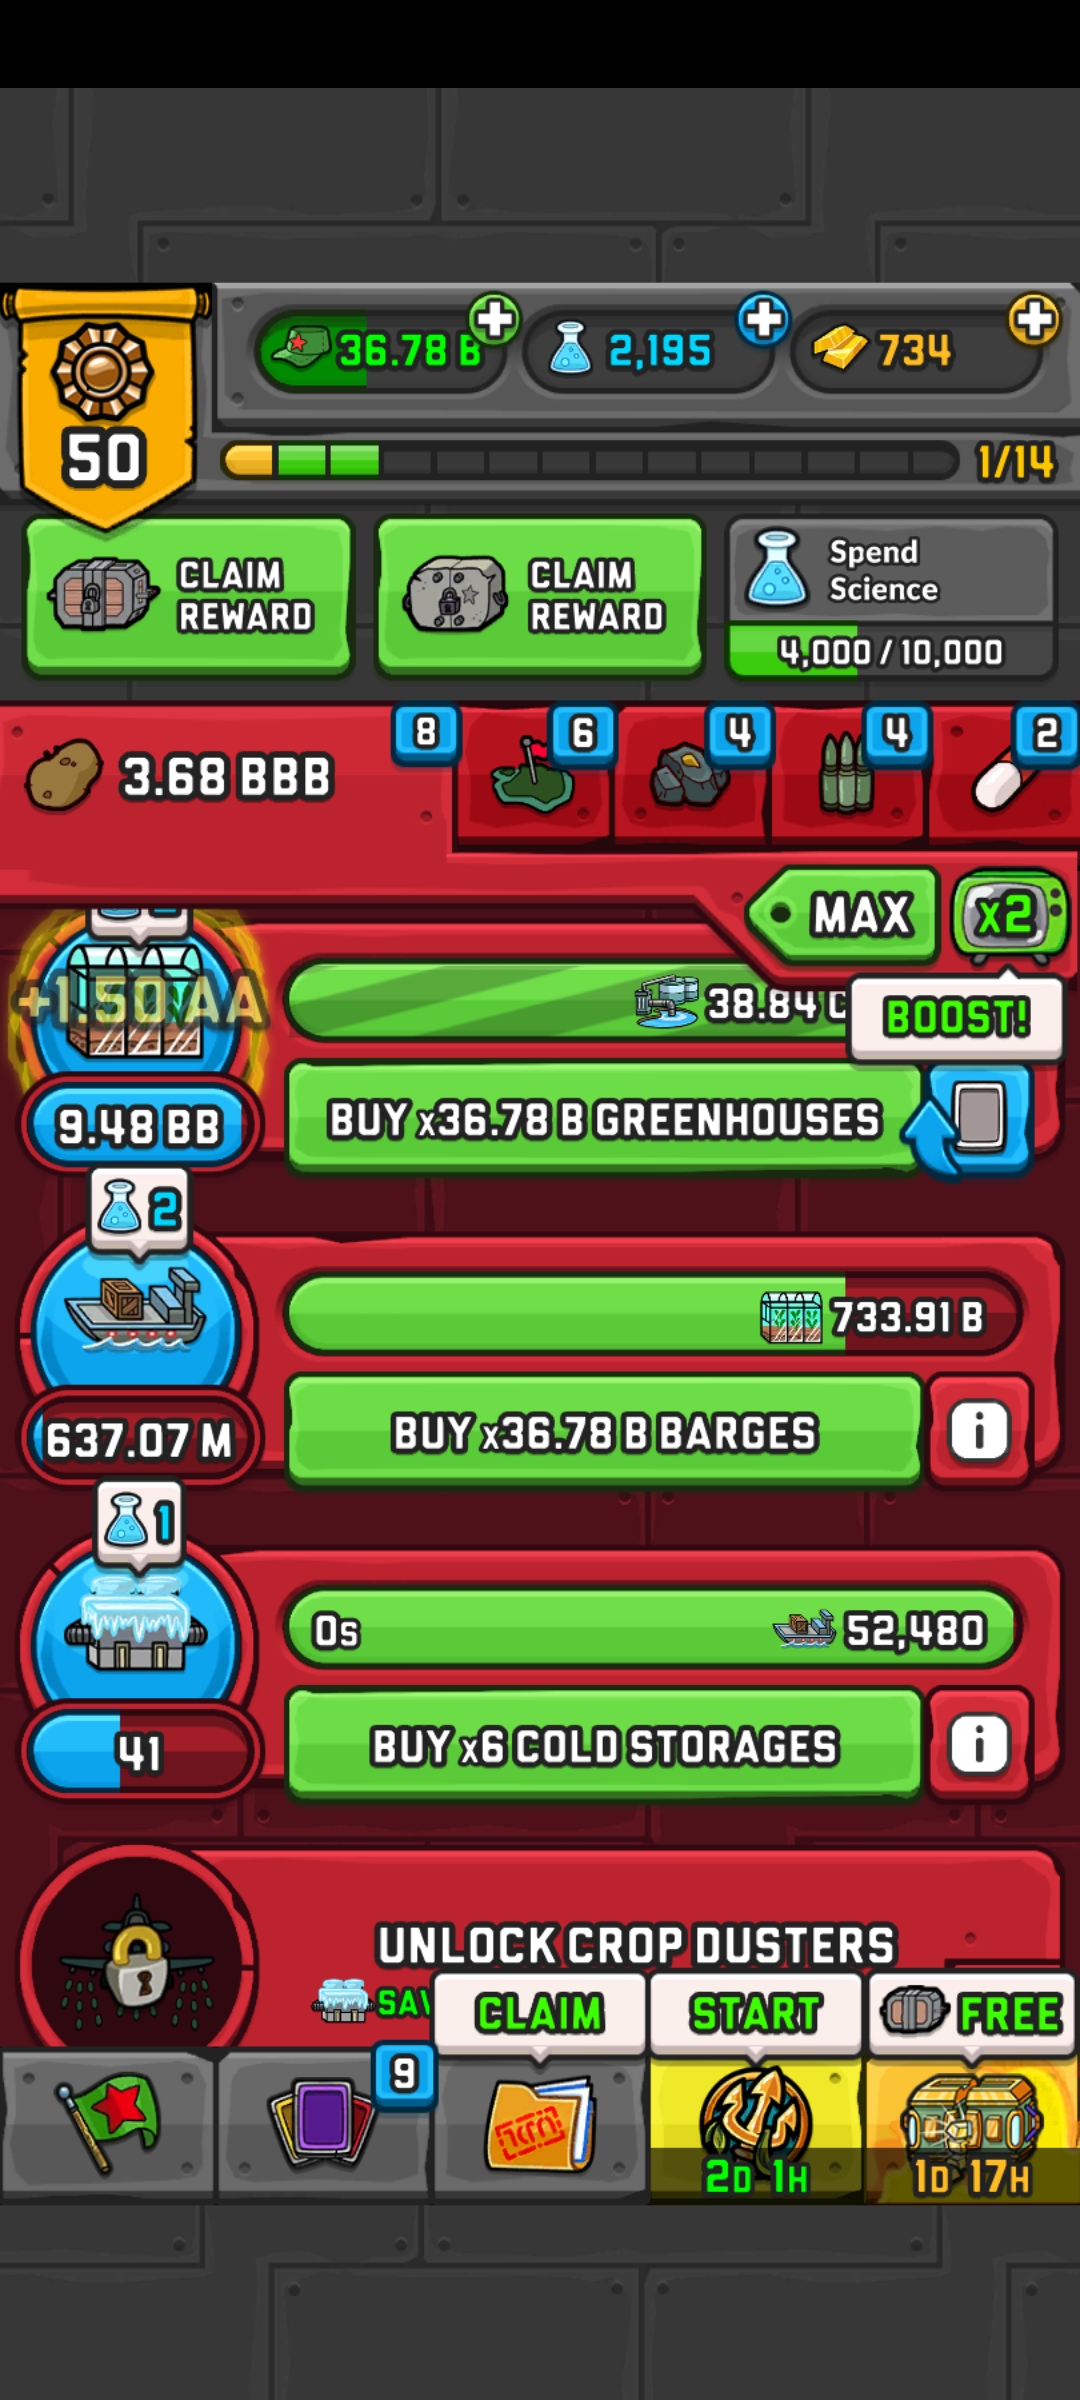 36.78 B
2,195
734
50
1/14
CLAIM
REWARD
CLAIM
REWARD
Spend
Science
4,000 / 10,000
3.68 BBB
8
6
4
4
2
MAX
x2
BOOST!
+1.50 AA
38.84
9.48 BB
BUY x36.78 B GREENHOUSES
2
733.91 B
637.07 M
BUY x36.78 B BARGES
i
1
0s
52,480
41
BUY x6 COLD STORAGES
i
UNLOCK CROP DUSTERS
CLAIM
START
FREE
9
2D 1H
1D 17H